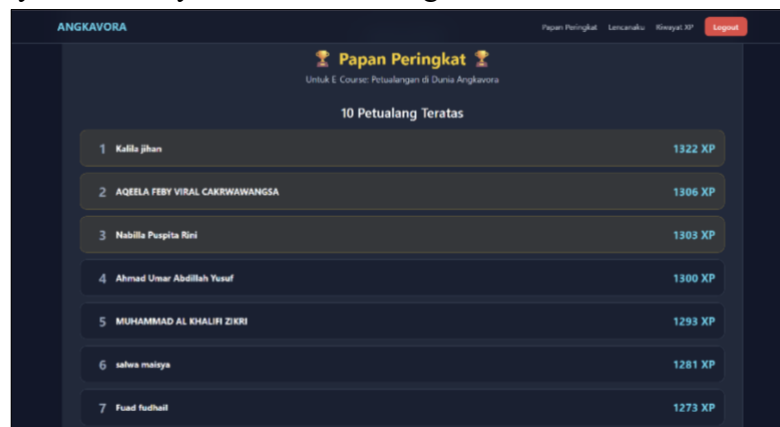 ANGKAVORA
Papan Peringkat Lencanaku Riwayat XP Logout
Papan Peringkat
Untuk E Course: Petualangan di Dunia Angkavora
10 Petualang Teratas
1 Kalila jihan 1322 XP
2 AQEELA FEBY VIRAL CAKRWAWANGSA 1306 XP
3 Nabilla Puspita Rini 1303 XP
4 Ahmad Umar Abdillah Yusuf 1300 XP
5 MUHAMMAD AL KHALIFI ZIKRI 1293 XP
6 salwa maisya 1281 XP
7 Fuad fudhail 1273 XP